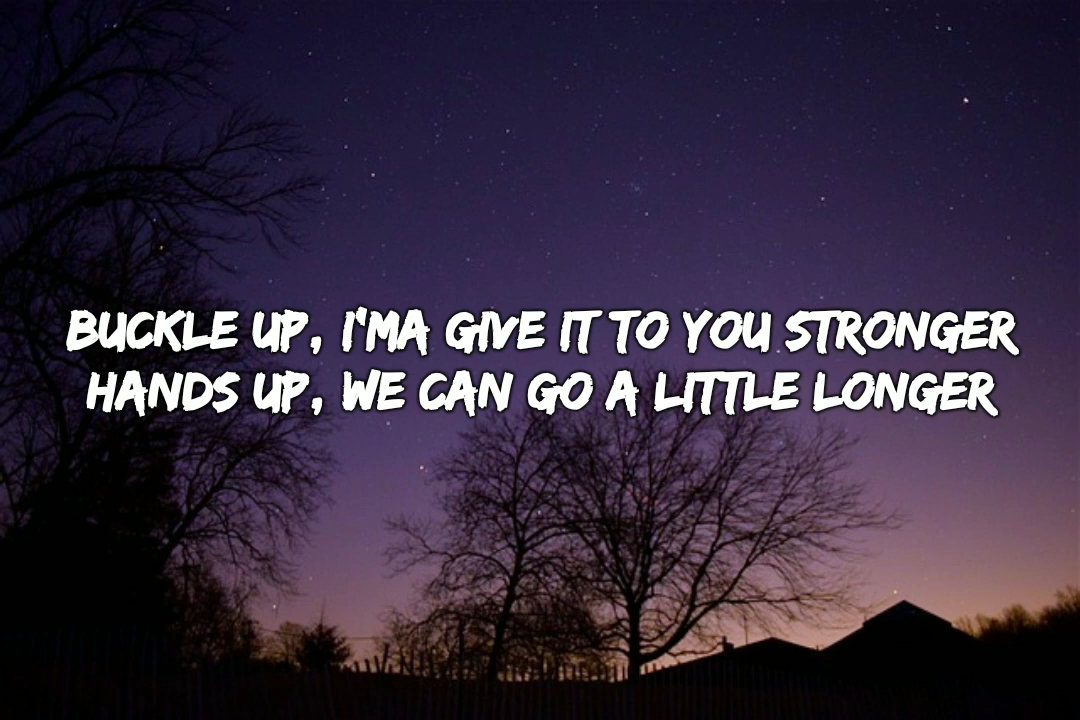 BUCKLE UP, I'MA GIVE IT TO YOU STRONGER
HANDS UP, WE CAN GO A LITTLE LONGER